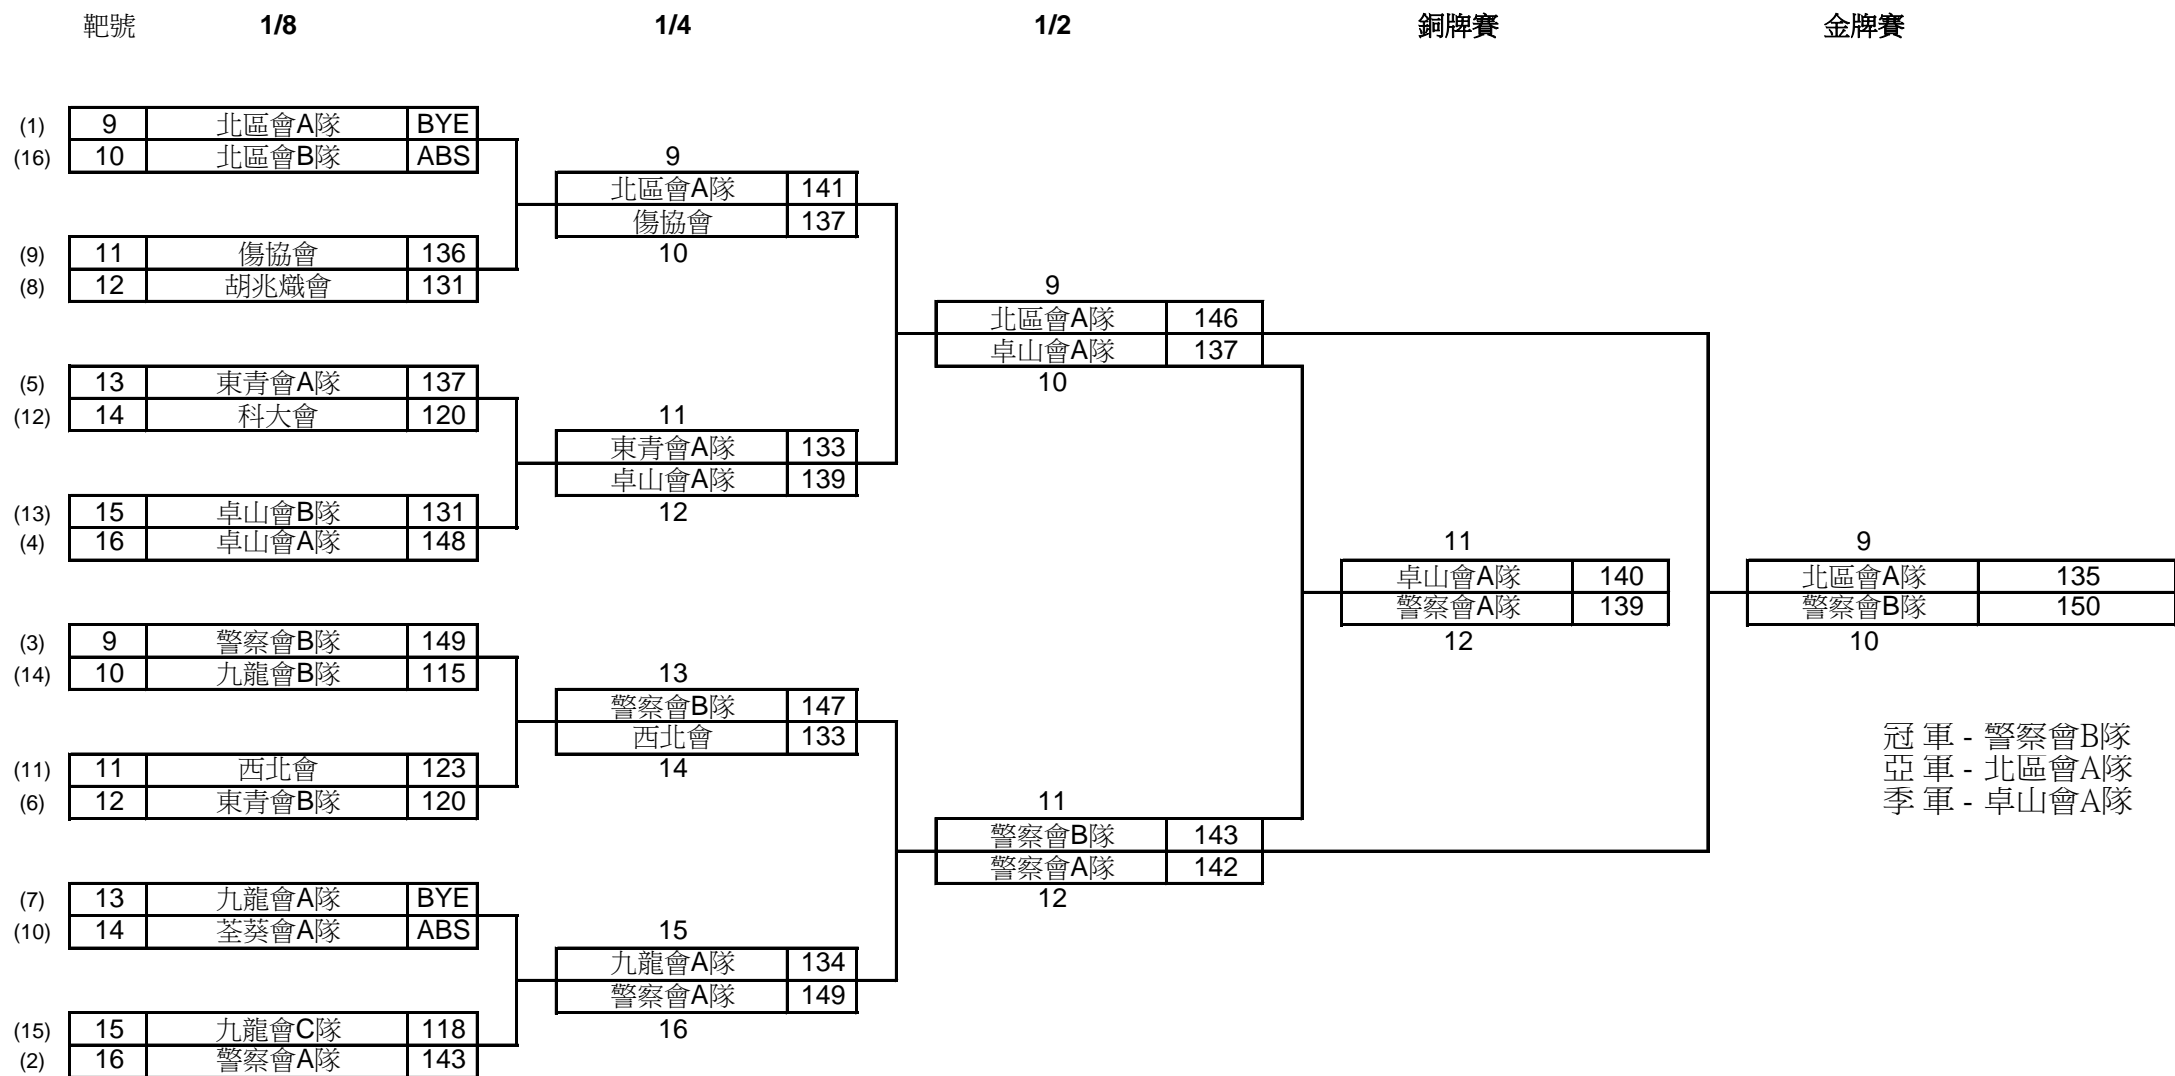 靶號 1/8 1/4 1/2 銅牌賽 金牌賽
(1) 9 北區會A隊 BYE
(16) 10 北區會B隊 ABS 9
北區會A隊 141
傷協會 137
(9) 11 傷協會 136 10
(8) 12 胡兆熾會 131 9
北區會A隊 146
卓山會A隊 137
(5) 13 東青會A隊 137 10
(12) 14 科大會 120 11
東青會A隊 133
卓山會A隊 139
(13) 15 卓山會B隊 131 12
(4) 16 卓山會A隊 148 11 9
卓山會A隊 140 北區會A隊 135
警察會A隊 139 警察會B隊 150
(3) 9 警察會B隊 149 12 10
(14) 10 九龍會B隊 115 13
警察會B隊 147
西北會 133 冠 軍 - 警察會B隊
(11) 11 西北會 123 14 亞 軍 - 北區會A隊
(6) 12 東青會B隊 120 11 季 軍 - 卓山會A隊
警察會B隊 143
警察會A隊 142
(7) 13 九龍會A隊 BYE 12
(10) 14 荃葵會A隊 ABS 15
九龍會A隊 134
警察會A隊 149
(15) 15 九龍會C隊 118 16
(2) 16 警察會A隊 143